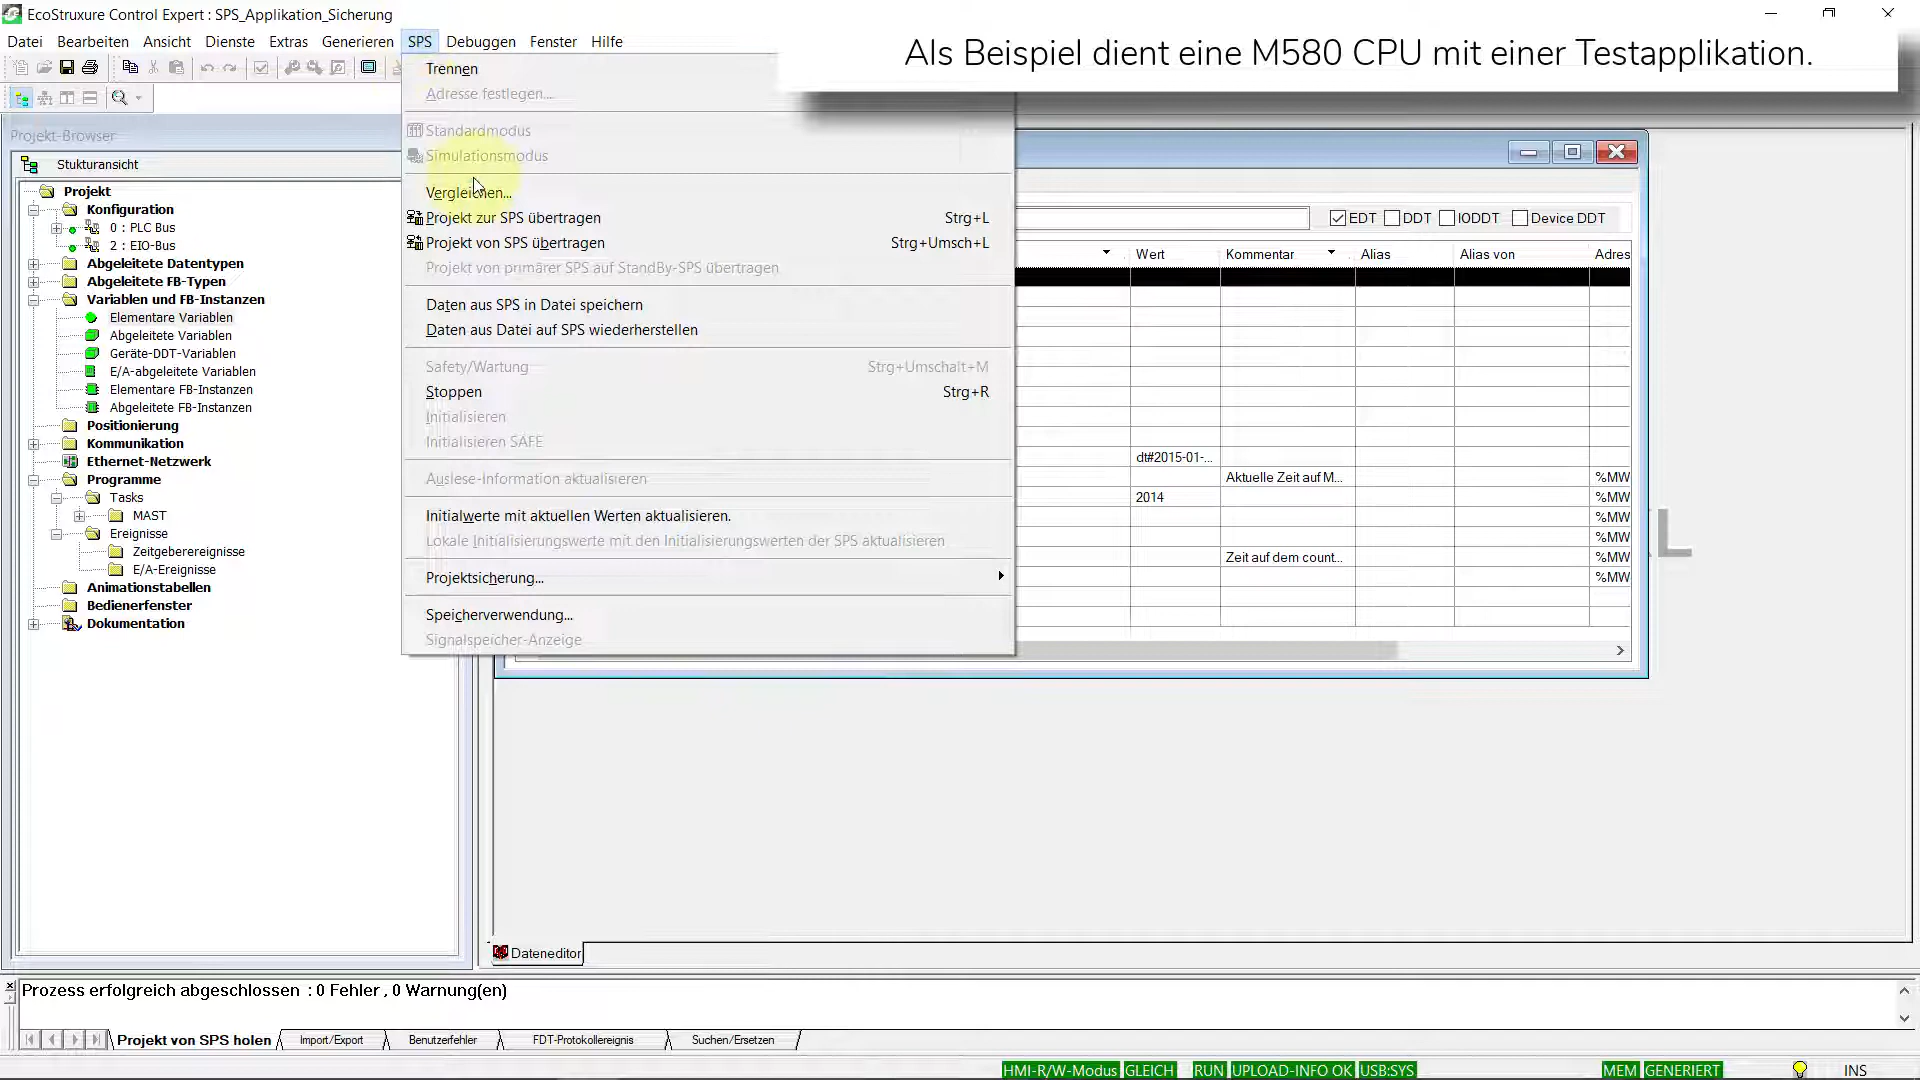 EcoStruxure Control Expert : SPS_Applikation_Sicherung
Datei Bearbeiten Ansicht Dienste Extras Generieren SPS Debuggen Fenster Hilfe
Als Beispiel dient eine M580 CPU mit einer Testapplikation.
Trennen
Adresse festlegen...
Standardmodus
Simulationsmodus
Vergleichen...
Projekt zur SPS übertragen Strg+L
Projekt von SPS übertragen Strg+Umsch+L
Projekt von primärer SPS auf StandBy-SPS übertragen
Daten aus SPS in Datei speichern
Daten aus Datei auf SPS wiederherstellen
Safety/Wartung Strg+Umschalt+M
Stoppen Strg+R
Initialisieren
Initialisieren SAFE
Auslese-Information aktualisieren
Initialwerte mit aktuellen Werten aktualisieren.
Lokale Initialisierungswerte mit den Initialisierungswerten der SPS aktualisieren
Projektsicherung...
Speicherverwendung...
Signalspeicher-Anzeige
Projekt-Browser
Stukturansicht
Projekt
Konfiguration
0 : PLC Bus
2 : EIO-Bus
Abgeleitete Datentypen
Abgeleitete FB-Typen
Variablen und FB-Instanzen
Elementare Variablen
Abgeleitete Variablen
Geräte-DDT-Variablen
E/A-abgeleitete Variablen
Elementare FB-Instanzen
Abgeleitete FB-Instanzen
Positionierung
Kommunikation
Ethernet-Netzwerk
Programme
Tasks
MAST
Ereignisse
Zeitgeberereignisse
E/A-Ereignisse
Animationstabellen
Bedienerfenster
Dokumentation
EDT DDT IODDT Device DDT
Wert Kommentar Alias Alias von Adres
dt#2015-01-...
Aktuelle Zeit auf M... %MW
2014 %MW
%MW
%MW
Zeit auf dem count... %MW
%MW
L
Dateneditor
Prozess erfolgreich abgeschlossen : 0 Fehler , 0 Warnung(en)
Projekt von SPS holen Import/Export Benutzerfehler FDT-Protokollereignis Suchen/Ersetzen
HMI-R/W-Modus GLEICH RUN UPLOAD-INFO OK USB:SYS MEM GENERIERT INS